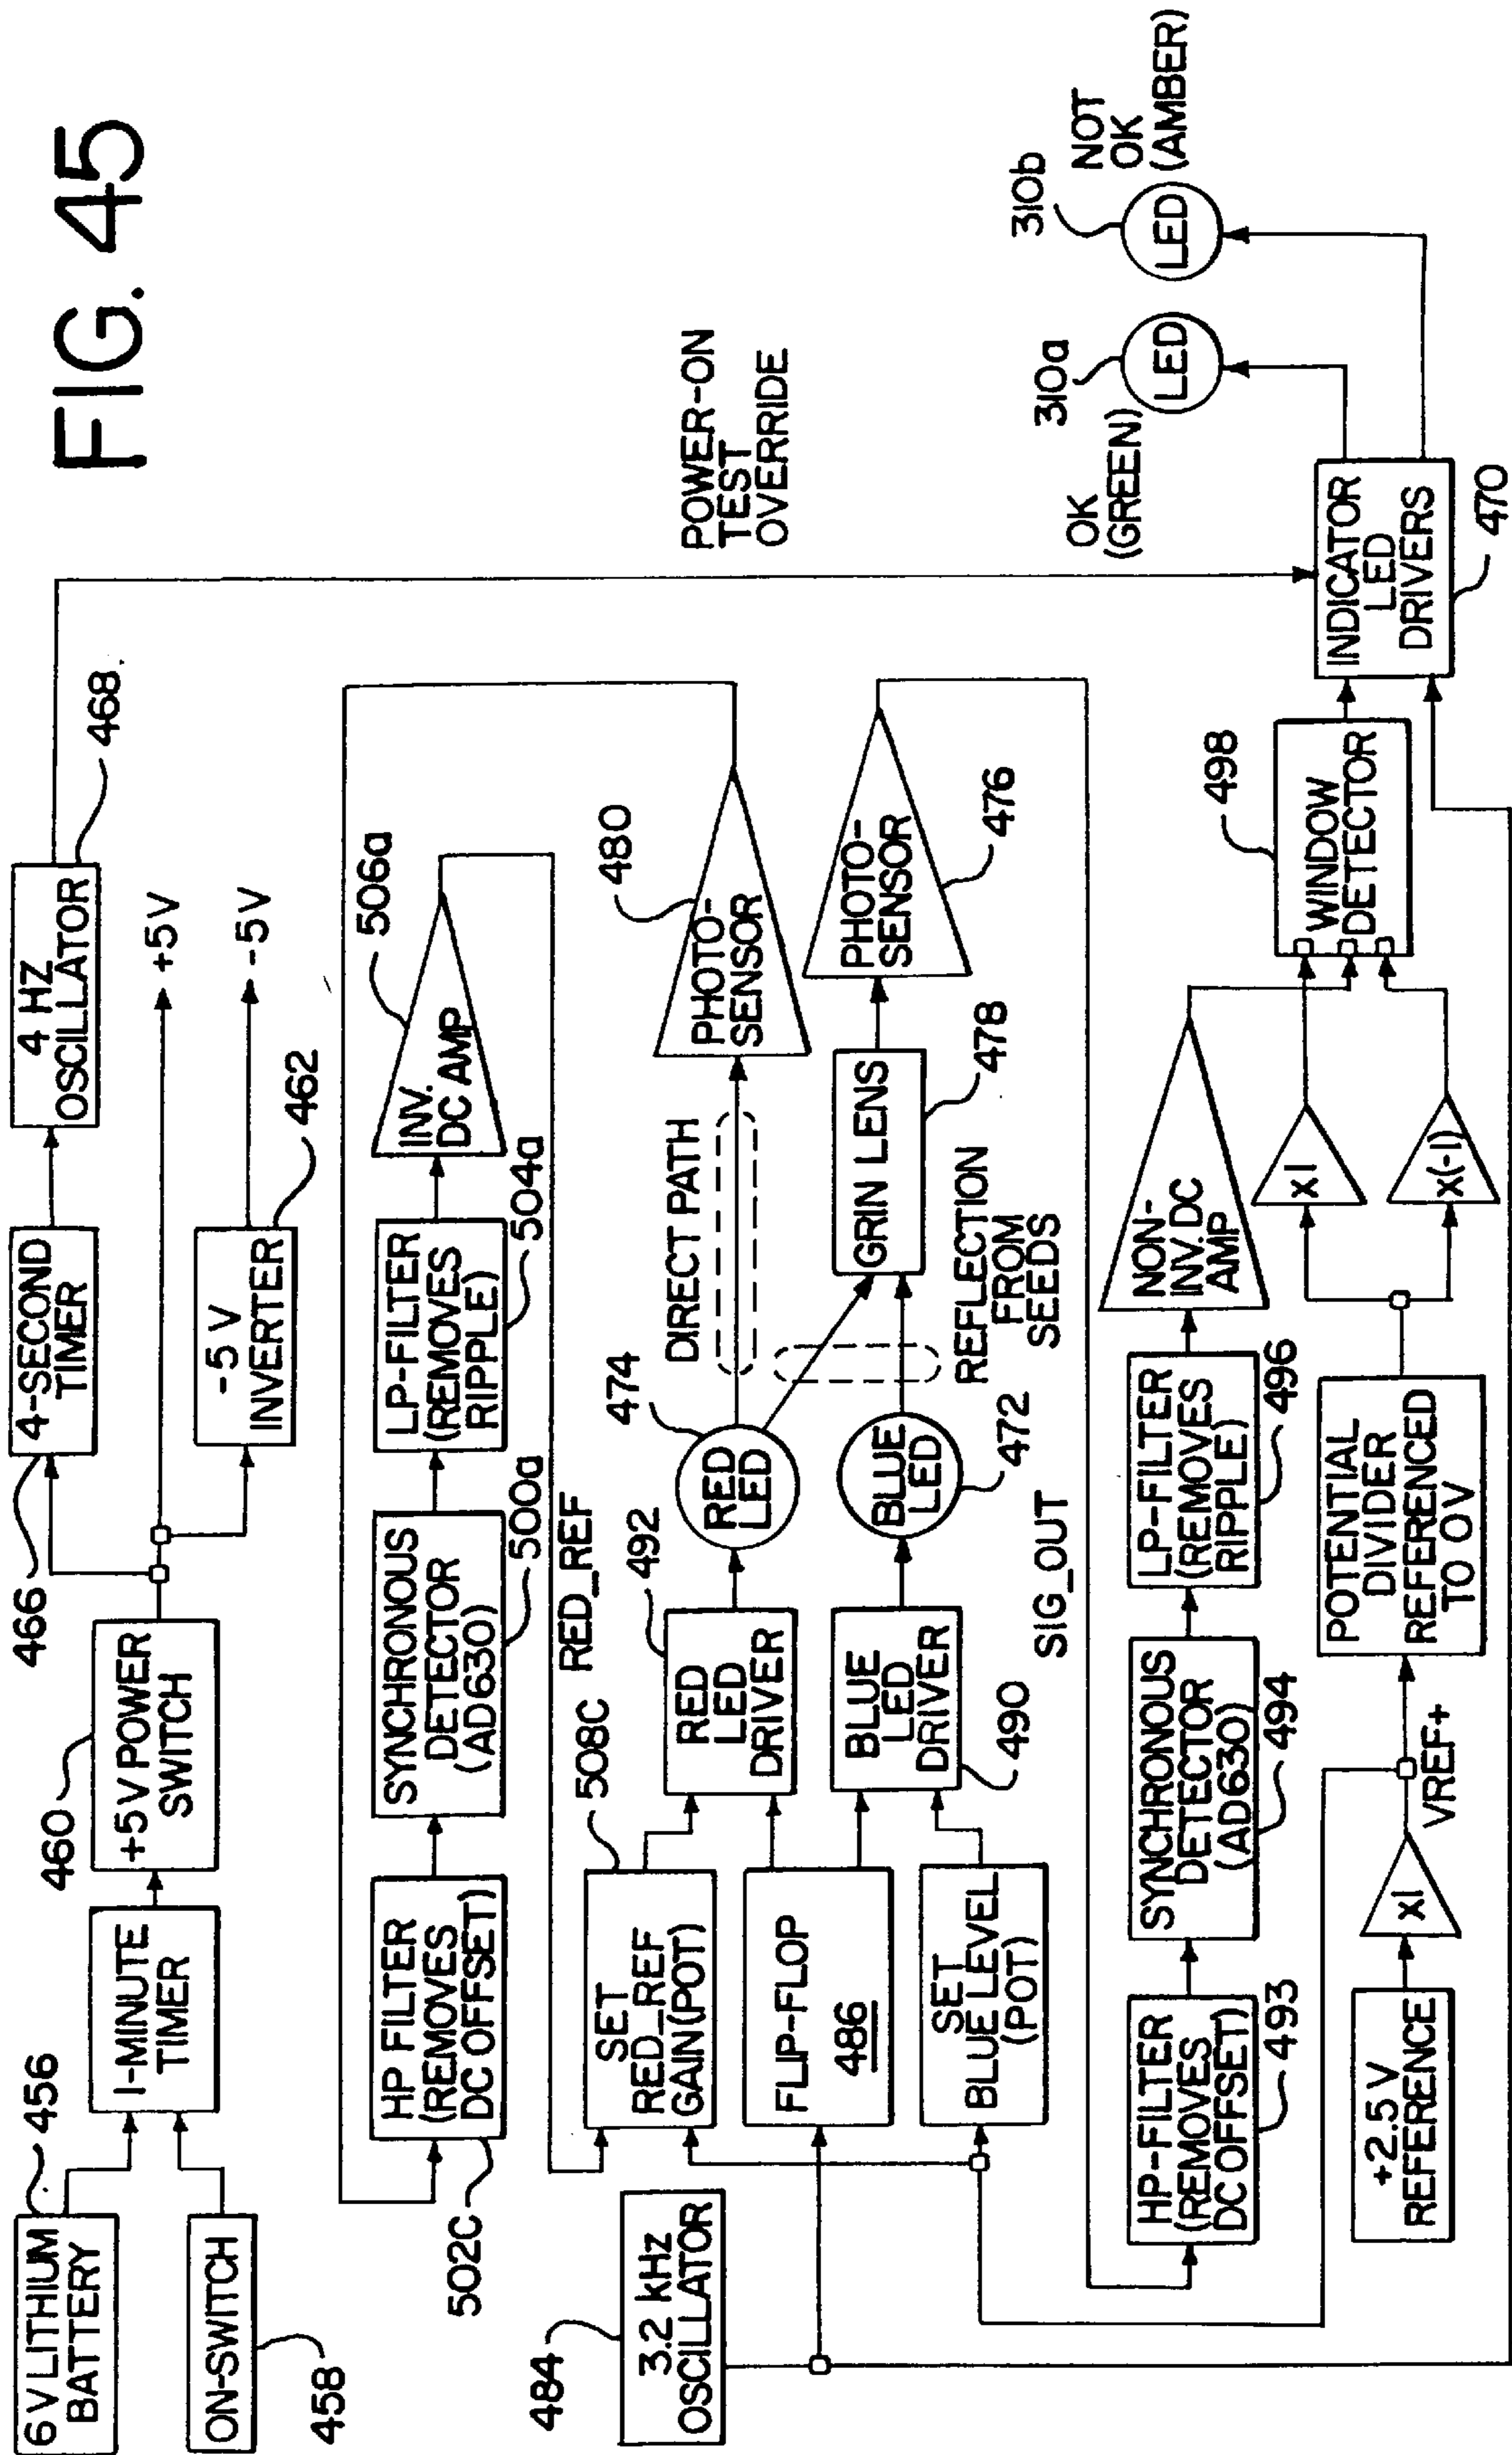 FIG. 45
6 V LITHIUM
BATTERY
456
ON-SWITCH
458
1-MINUTE
TIMER
460
+5V POWER
SWITCH
466
4-SECOND
TIMER
4 HZ
OSCILLATOR
468
+5V
-5V
-5 V
INVERTER
462
HP FILTER
(REMOVES
DC OFFSET)
502C
SYNCHRONOUS
DETECTOR
(AD630)
500a
LP-FILTER
(REMOVES
RIPPLE)
504a
INV.
DC AMP
506a
POWER-ON
TEST
OVERRIDE
RED_REF
484
3.2 kHz
OSCILLATOR
SET
RED_REF
GAIN(POT)
508C
FLIP-FLOP
486
SET
BLUE LEVEL
(POT)
492
RED
LED
DRIVER
BLUE
LED
DRIVER
490
474
RED
LED
BLUE
LED
472
DIRECT PATH
REFLECTION
FROM
SEEDS
GRIN LENS
478
480
PHOTO-
SENSOR
PHOTO-
SENSOR
476
SIG_OUT
HP-FILTER
(REMOVES
DC OFFSET)
493
SYNCHRONOUS
DETECTOR
(AD630)
494
LP-FILTER
(REMOVES
RIPPLE)
496
NON-
INV. DC
AMP
+2.5 V
REFERENCE
X1
VREF+
POTENTIAL
DIVIDER
REFERENCED
TO 0V
X1
X(-1)
498
WINDOW
DETECTOR
INDICATOR
LED
DRIVERS
470
OK
(GREEN)
310a
LED
310b
LED
NOT
OK
(AMBER)